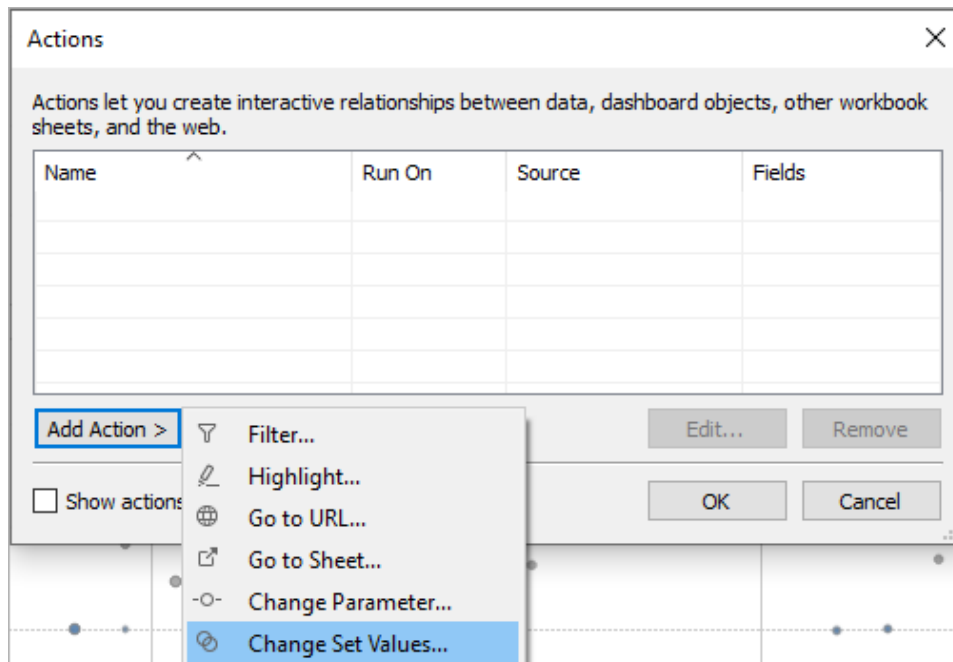 Actions
Actions let you create interactive relationships between data, dashboard objects, other workbook
sheets, and the web.
Name Run On Source Fields
Add Action > Edit... Remove
Filter...
Highlight...
Show actions OK Cancel
Go to URL...
Go to Sheet...
Change Parameter...
Change Set Values...